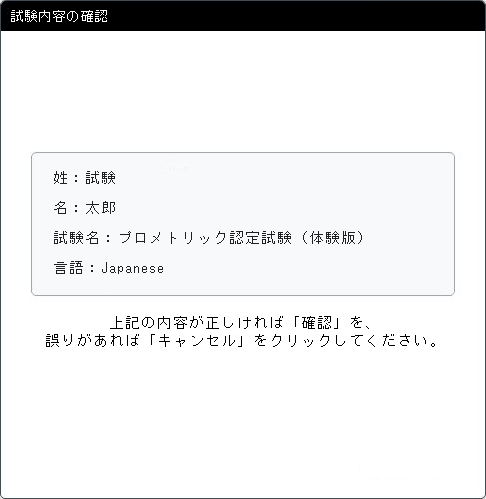 試験内容の確認
姓：試験
名：太郎
試験名：プロメトリック認定試験（体験版）
言語：Japanese
上記の内容が正しければ「確認」を、
誤りがあれば「キャンセル」をクリックしてください。